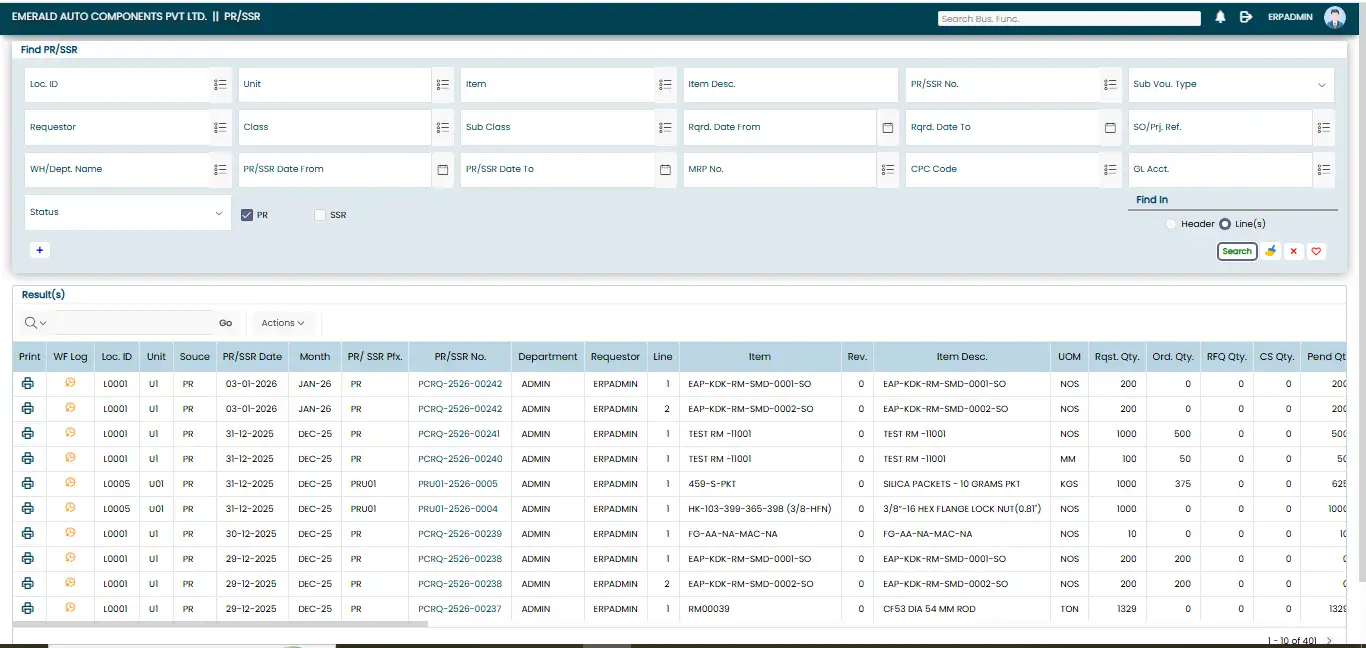 EMERALD AUTO COMPONENTS PVT LTD. || PR/SSR Search Bus. Func. ERPADMIN
Find PR/SSR
Loc. ID Unit Item Item Desc. PR/SSR No. Sub Vou. Type
Requestor Class Sub Class Rqrd. Date From Rqrd. Date To SO/Prj. Ref.
WH/Dept. Name PR/SSR Date From PR/SSR Date To MRP No. CPC Code GL Acct.
Status PR SSR Find In
Header Line(s)
+ Search
Result(s)
Go Actions
Print WF Log Loc. ID Unit Souce PR/SSR Date Month PR/ SSR Pfx. PR/SSR No. Department Requestor Line Item Rev. Item Desc. UOM Rqst. Qty. Ord. Qty. RFQ Qty. CS Qty. Pend Qt
L0001 U1 PR 03-01-2026 JAN-26 PR PCRQ-2526-00242 ADMIN ERPADMIN 1 EAP-KDK-RM-SMD-0001-SO 0 EAP-KDK-RM-SMD-0001-SO NOS 200 0 0 0 200
L0001 U1 PR 03-01-2026 JAN-26 PR PCRQ-2526-00242 ADMIN ERPADMIN 2 EAP-KDK-RM-SMD-0002-SO 0 EAP-KDK-RM-SMD-0002-SO NOS 200 0 0 0 200
L0001 U1 PR 31-12-2025 DEC-25 PR PCRQ-2526-00241 ADMIN ERPADMIN 1 TEST RM -11001 0 TEST RM -11001 NOS 1000 500 0 0 500
L0001 U1 PR 31-12-2025 DEC-25 PR PCRQ-2526-00240 ADMIN ERPADMIN 1 TEST RM -11001 0 TEST RM -11001 MM 100 50 0 0 50
L0005 U01 PR 31-12-2025 DEC-25 PRU01 PRU01-2526-0005 ADMIN ERPADMIN 1 459-S-PKT 0 SILICA PACKETS - 10 GRAMS PKT KGS 1000 375 0 0 625
L0005 U01 PR 31-12-2025 DEC-25 PRU01 PRU01-2526-0004 ADMIN ERPADMIN 1 HK-103-399-365-398 (3/8-HFN) 0 3/8"-16 HEX FLANGE LOCK NUT(0.81") NOS 1000 0 0 0 1000
L0001 U1 PR 30-12-2025 DEC-25 PR PCRQ-2526-00239 ADMIN ERPADMIN 1 FG-AA-NA-MAC-NA 0 FG-AA-NA-MAC-NA NOS 10 0 0 0 10
L0001 U1 PR 29-12-2025 DEC-25 PR PCRQ-2526-00238 ADMIN ERPADMIN 1 EAP-KDK-RM-SMD-0001-SO 0 EAP-KDK-RM-SMD-0001-SO NOS 200 200 0 0 0
L0001 U1 PR 29-12-2025 DEC-25 PR PCRQ-2526-00238 ADMIN ERPADMIN 2 EAP-KDK-RM-SMD-0002-SO 0 EAP-KDK-RM-SMD-0002-SO NOS 200 200 0 0 0
L0001 U1 PR 29-12-2025 DEC-25 PR PCRQ-2526-00237 ADMIN ERPADMIN 1 RM00039 0 CF53 DIA 54 MM ROD TON 1329 0 0 0 1329
1 - 10 of 401